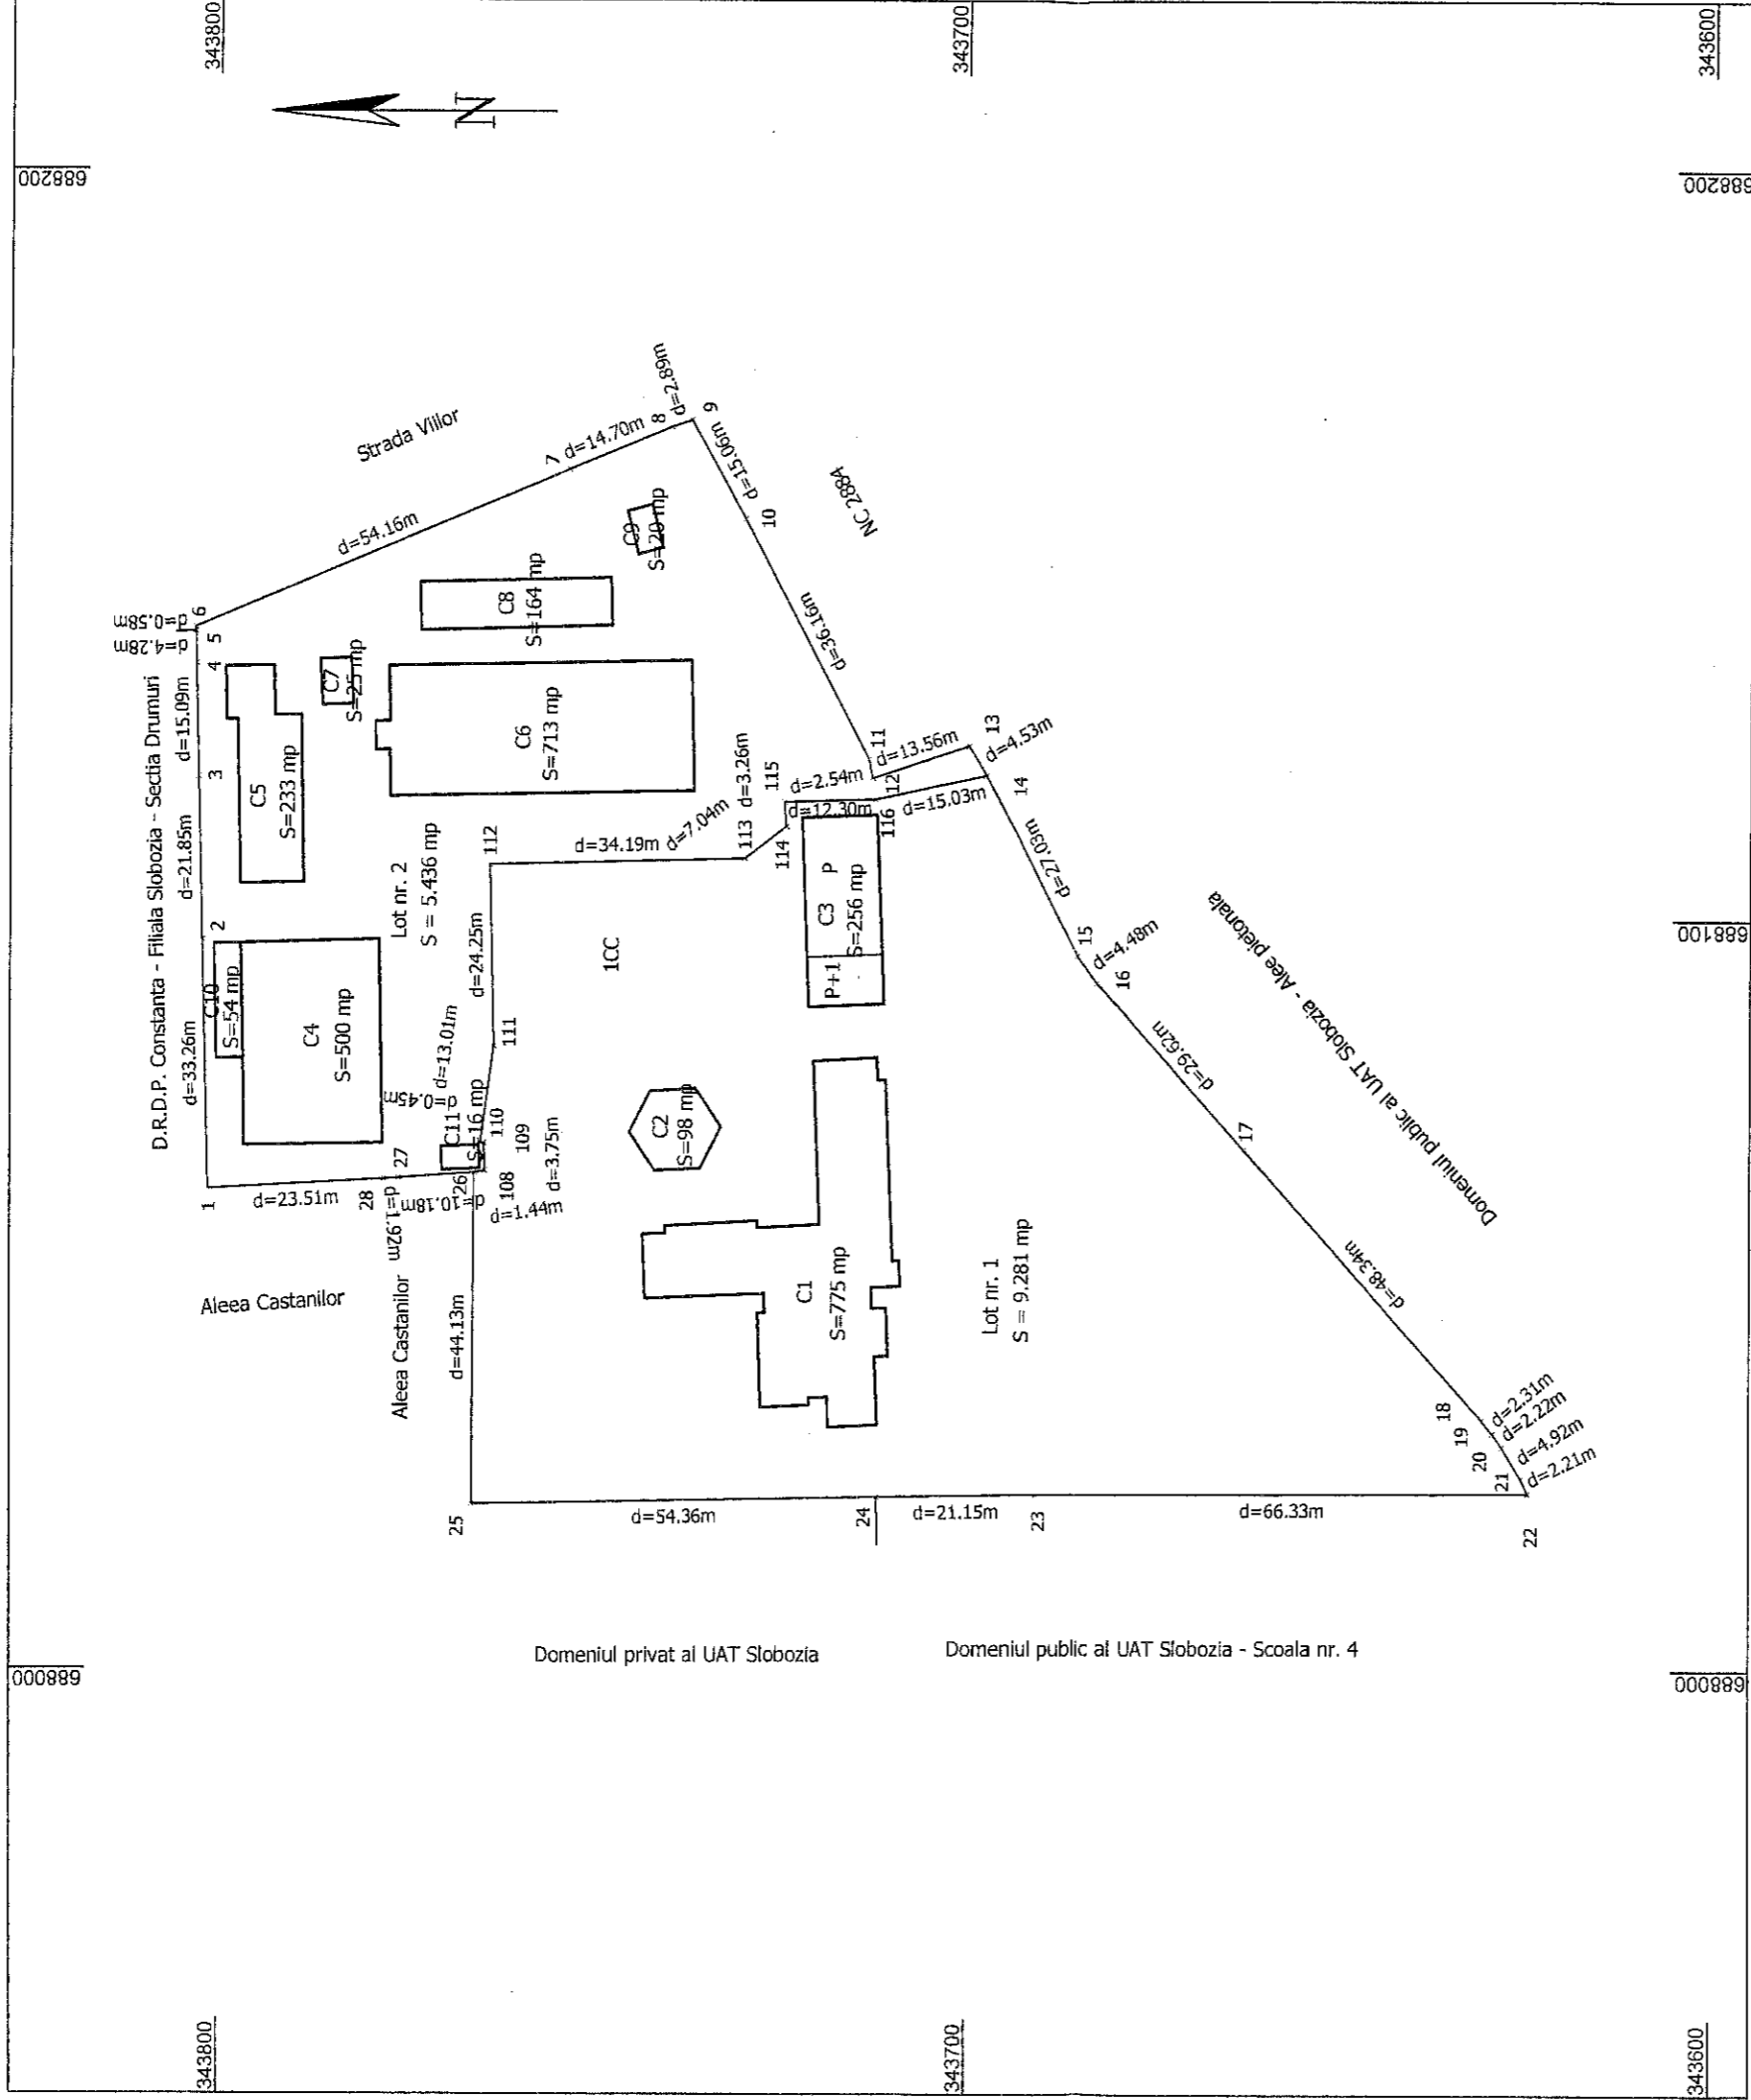 343800
343700
343600
688200
688200
N
Strada Viilor
D.R.D.P. Constanta - Filiala Slobozia - Sectia Drumuri
d=33.26m
d=21.85m
d=15.09m
d=4.28m
d=0.58m
1
2
3
4
5
6
d=54.16m
7
d=14.70m
8
d=2.89m
9
d=15.06m
10
d=36.16m
NC 2884
11
12
d=13.56m
13
d=4.53m
14
C10
S=54 mp
C4
S=500 mp
C5
S=233 mp
C7
S=25 mp
C6
S=713 mp
C8
S=164 mp
C9
S=20 mp
Lot nr. 2
S = 5.436 mp
d=23.51m
28
27
d=1.92m
d=10.18m
26
C11
S=16 mp
d=0.45m
d=13.01m
108
109
110
111
112
d=1.44m
d=3.75m
d=24.25m
d=34.19m
d=7.04m
113
114
d=3.26m
115
d=2.54m
d=12.30m
116
d=15.03m
1CC
C3 P
S=256 mp
P+1
C2
S=98 mp
C1
S=775 mp
Lot nr. 1
S = 9.281 mp
Aleea Castanilor
Aleea Castanilor
d=44.13m
25
d=54.36m
24
d=21.15m
23
d=66.33m
22
d=27.03m
15
d=4.48m
16
d=29.62m
17
d=48.34m
18
19
20
21
d=2.31m
d=2.22m
d=4.92m
d=2.21m
Domeniul public al UAT Slobozia - Alee pietonala
688100
Domeniul privat al UAT Slobozia
Domeniul public al UAT Slobozia - Scoala nr. 4
688000
688000
343800
343700
343600